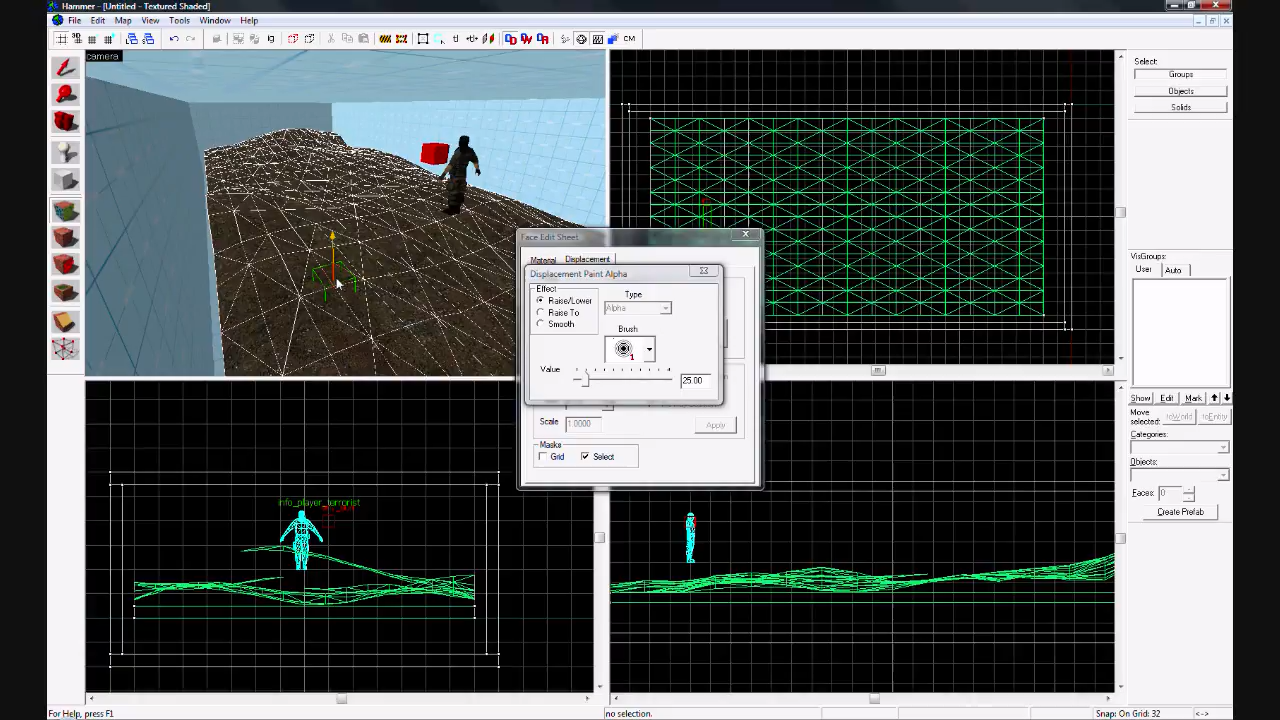 Hammer - [Untitled - Textured Shaded]
File Edit Map View Tools Window Help
camera
Select:
Groups
Objects
Solids
VisGroups:
User Auto
Show Edit Mark
Move selected: toWorld toEntity
Categories:
Objects:
Faces: 0
Create Prefab
Face Edit Sheet
Material Displacement
Displacement Paint Alpha
Effect
Raise/Lower
Raise To
Smooth
Type
Alpha
Brush
1
Value
25.00
Scale 1.0000 Apply
Masks
Grid Select
info_player_terrorist
For Help, press F1
no selection.
Snap: On Grid: 32 <->